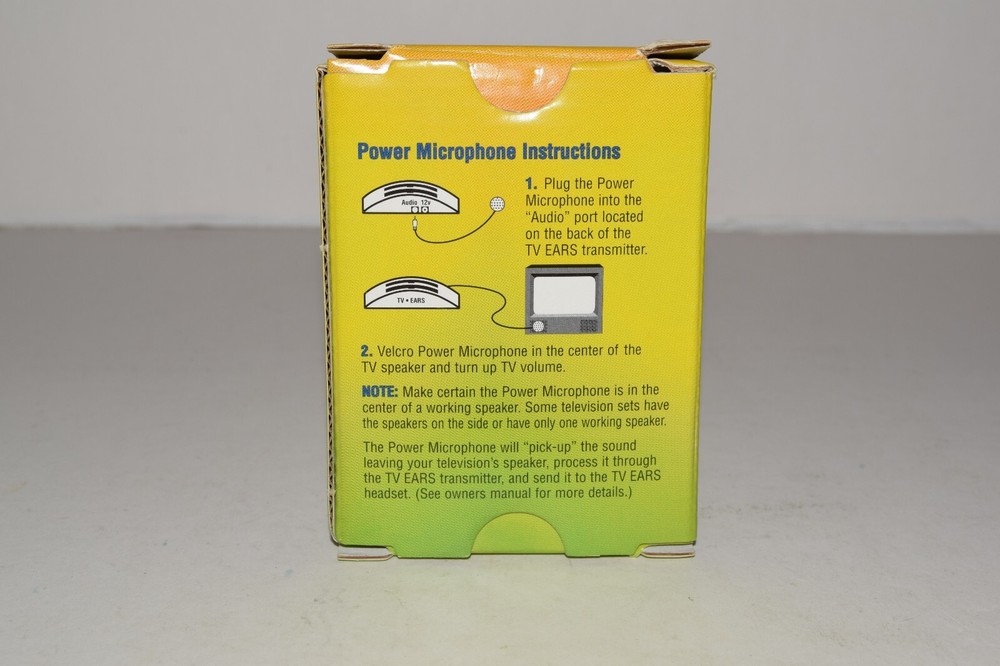 Power Microphone Instructions
Audio 12v
1. Plug the Power
Microphone into the
“Audio” port located
on the back of the
TV EARS transmitter.
TV • EARS
2. Velcro Power Microphone in the center of the
TV speaker and turn up TV volume.
NOTE: Make certain the Power Microphone is in the
center of a working speaker. Some television sets have
the speakers on the side or have only one working speaker.
The Power Microphone will “pick-up” the sound
leaving your television's speaker, process it through
the TV EARS transmitter, and send it to the TV EARS
headset. (See owners manual for more details.)